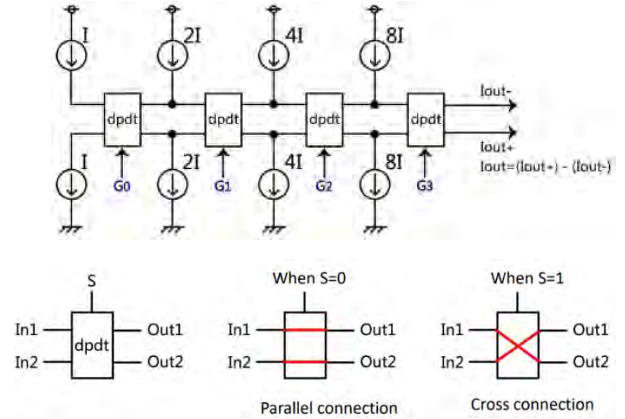 I 2I 4I 8I
dpdt dpdt dpdt dpdt
Iout-
Iout+
Iout=(Iout+) - (Iout-)
I 2I 4I 8I
G0 G1 G2 G3
S When S=0 When S=1
In1 Out1 In1 Out1 In1 Out1
dpdt
In2 Out2 In2 Out2 In2 Out2
Parallel connection Cross connection